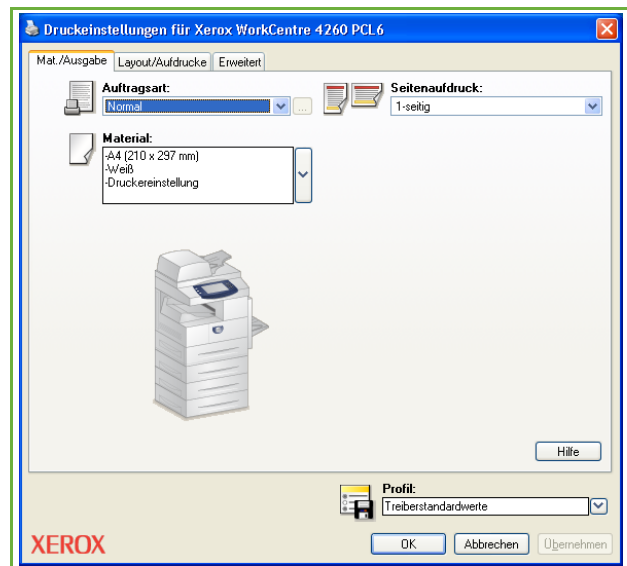 Druckeinstellungen für Xerox WorkCentre 4260 PCL6
Mat./Ausgabe Layout/Aufdrucke Erweitert
Auftragsart:
Normal
...
Seitenaufdruck:
1-seitig
Material:
-A4 (210 x 297 mm)
-Weiß
-Druckereinstellung
Hilfe
Profil:
Treiberstandardwerte
XEROX
OK Abbrechen Übernehmen